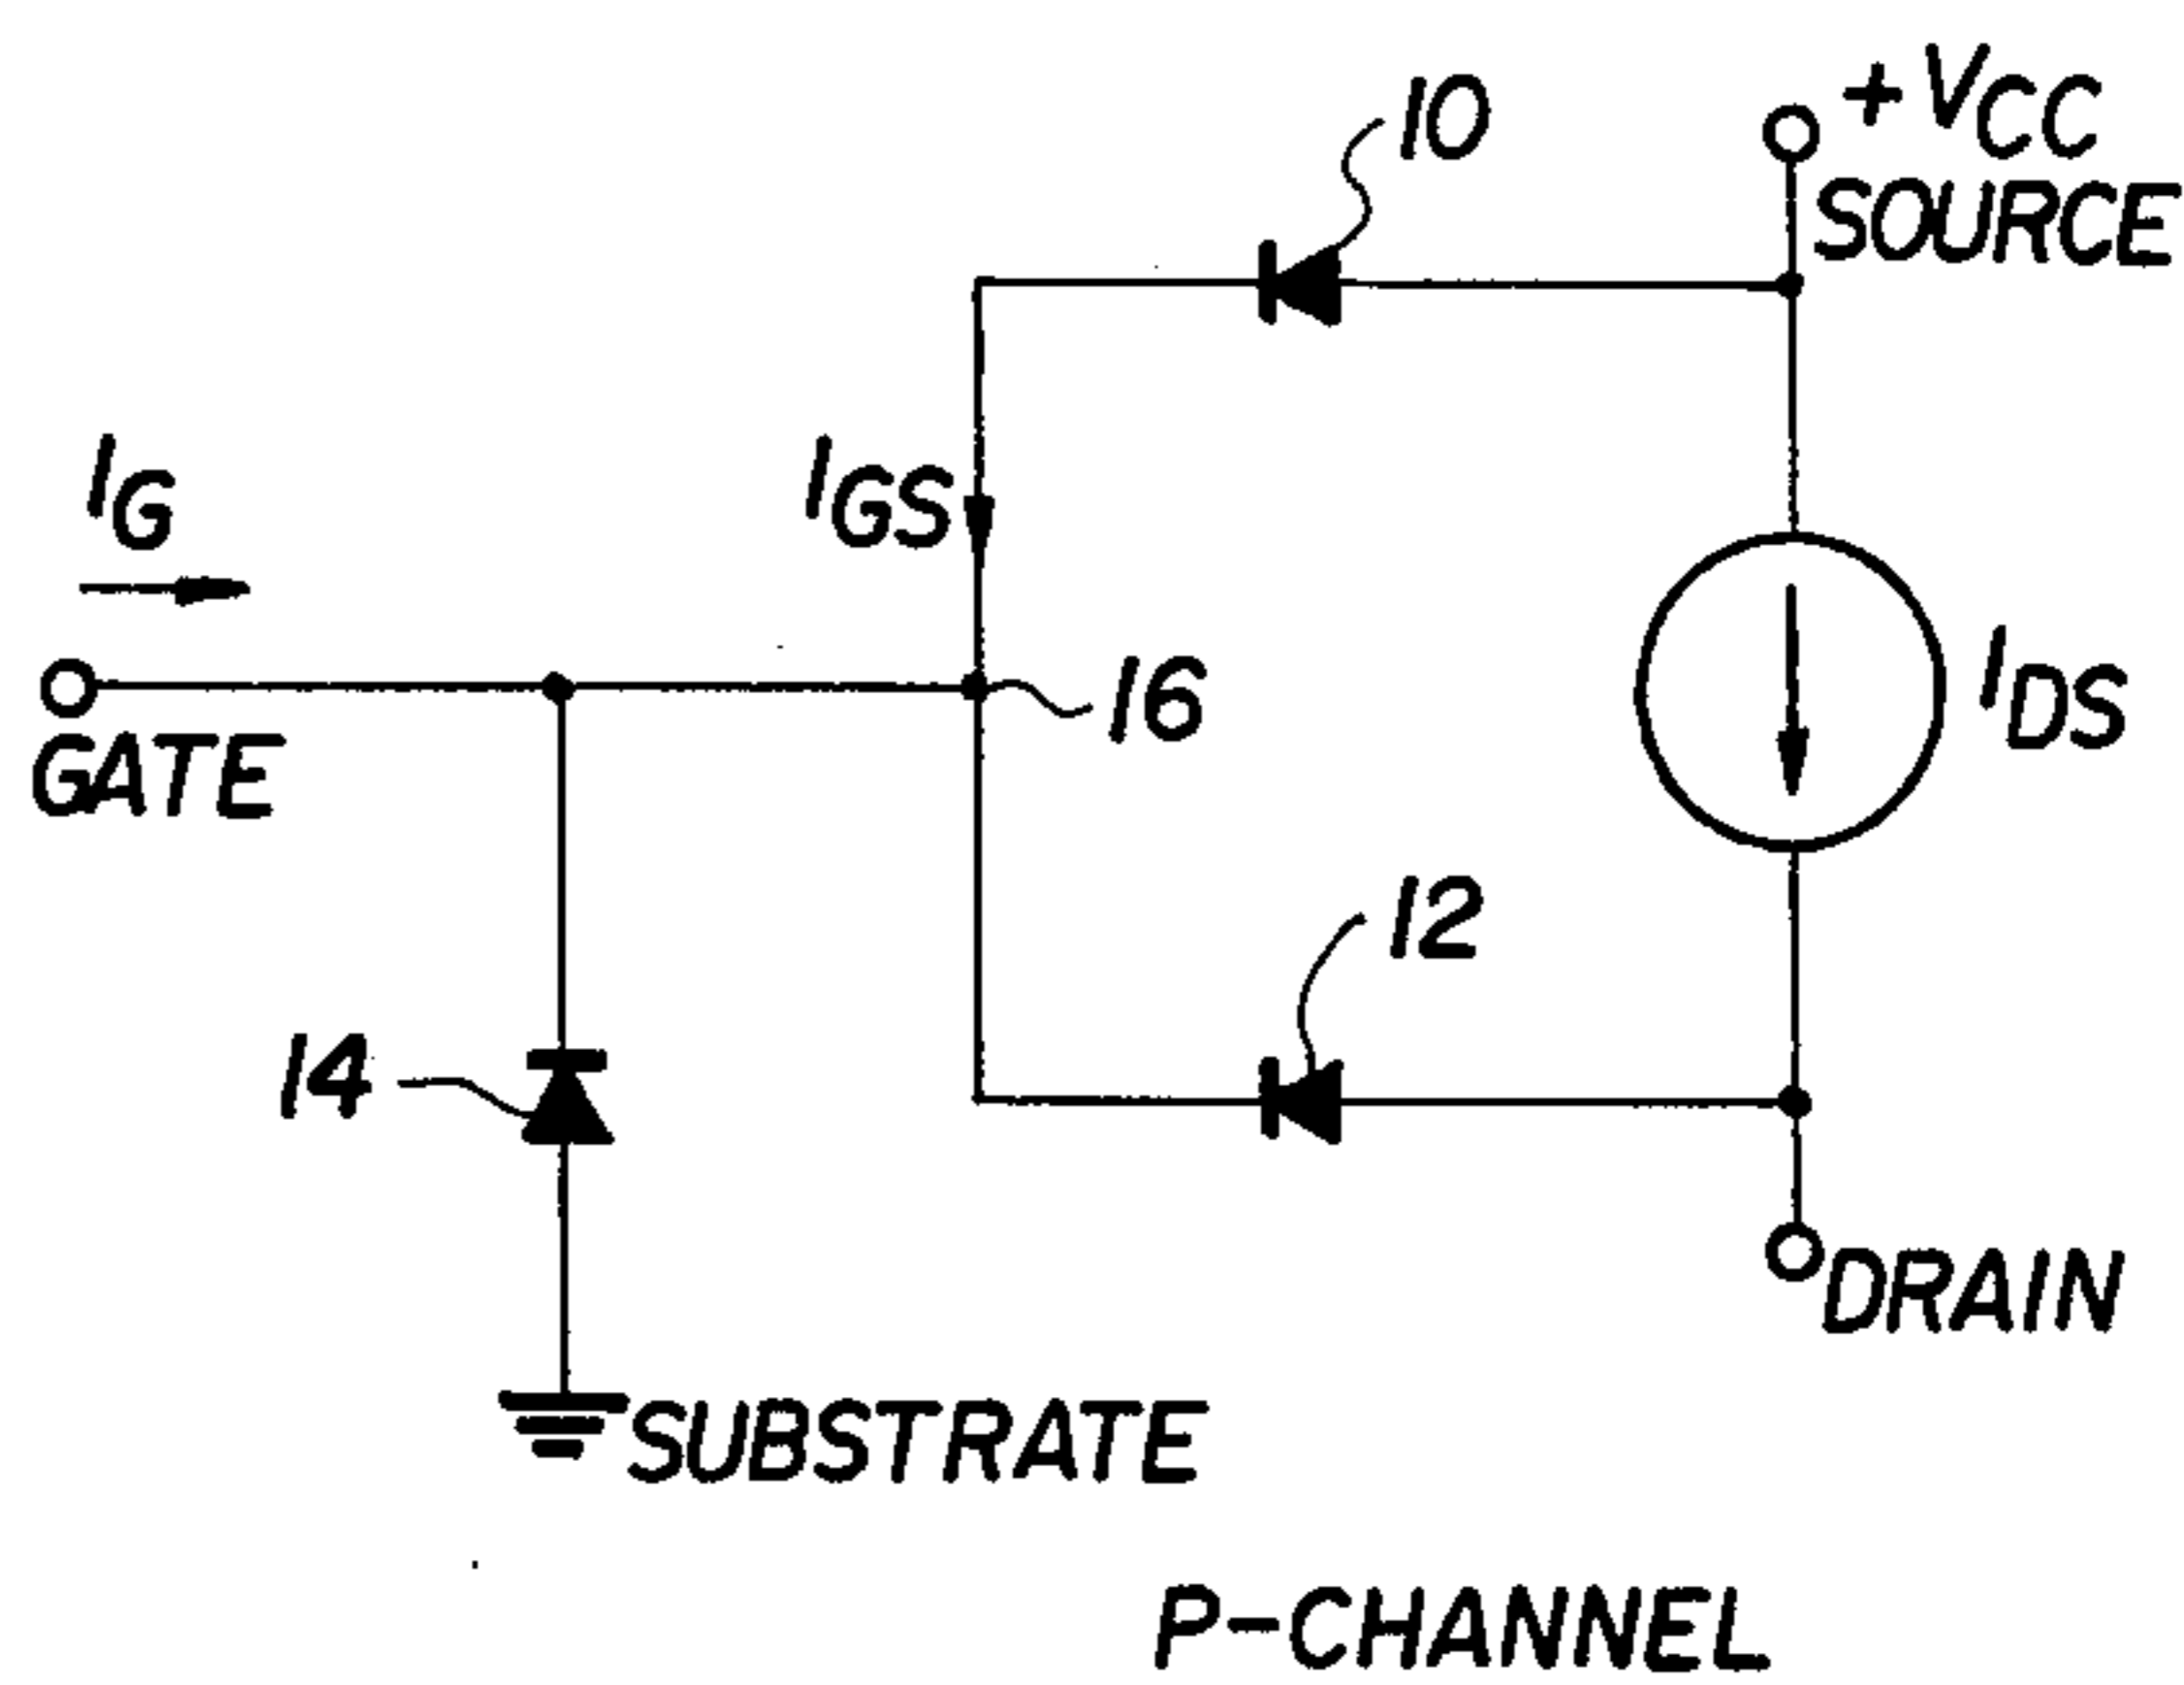 10
+VCC
SOURCE
IG
IGS
16
IDS
GATE
12
14
DRAIN
SUBSTRATE
P-CHANNEL